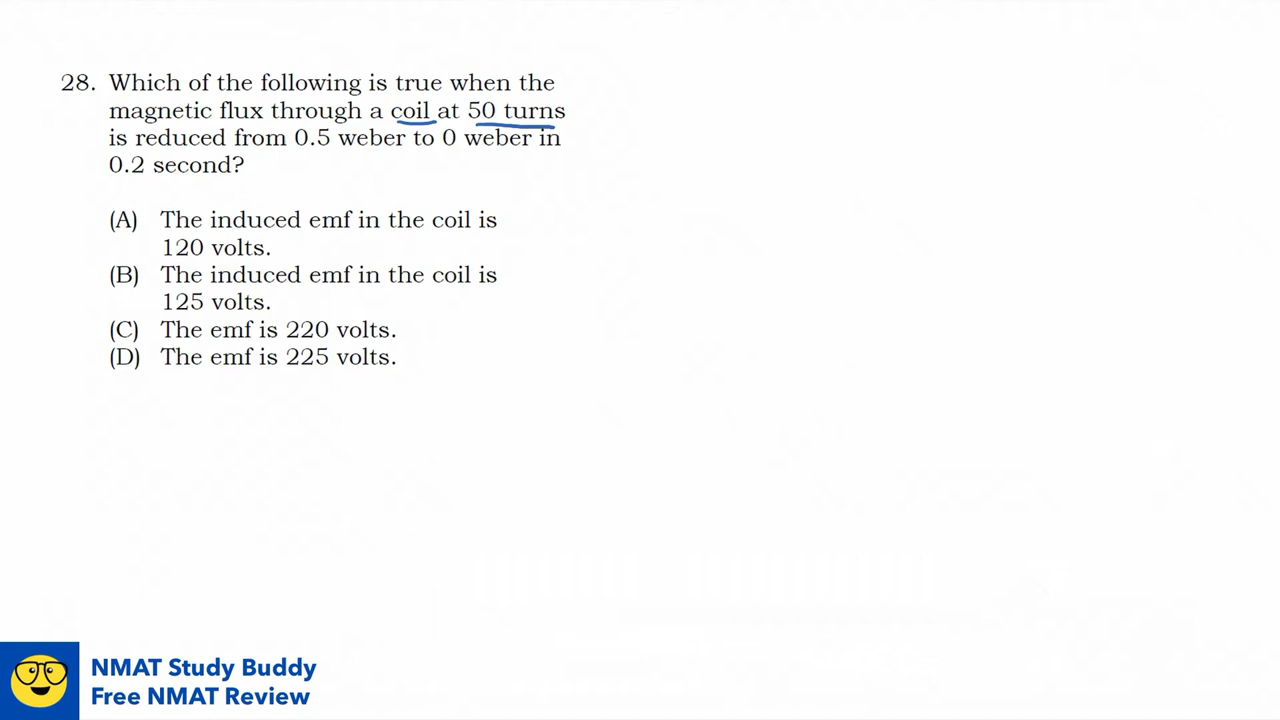 28. Which of the following is true when the
magnetic flux through a coil at 50 turns
is reduced from 0.5 weber to 0 weber in
0.2 second?
(A) The induced emf in the coil is
120 volts.
(B) The induced emf in the coil is
125 volts.
(C) The emf is 220 volts.
(D) The emf is 225 volts.
NMAT Study Buddy
Free NMAT Review